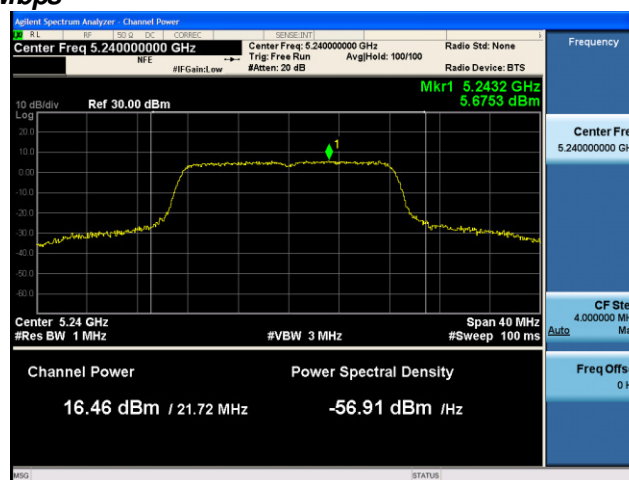 Mbps
Agilent Spectrum Analyzer - Channel Power
RL RF 50 Ω DC CORREC SENSE:INT
Center Freq 5.240000000 GHz
NFE
#IFGain:Low
Center Freq: 5.240000000 GHz
Trig: Free Run Avg|Hold: 100/100
#Atten: 20 dB
Radio Std: None
Radio Device: BTS
Mkr1 5.2432 GHz
5.6753 dBm
10 dB/div Ref 30.00 dBm
Log
20.0
10.0
0.00
-10.0
-20.0
-30.0
-40.0
-50.0
-60.0
1
Center 5.24 GHz Span 40 MHz
#Res BW 1 MHz #VBW 3 MHz #Sweep 100 ms
Channel Power Power Spectral Density
16.46 dBm / 21.72 MHz -56.91 dBm /Hz
MSG STATUS
Frequency
Center Fre
5.240000000 GH
CF Ste
4.000000 MH
Auto Ma
Freq Offs
0 H